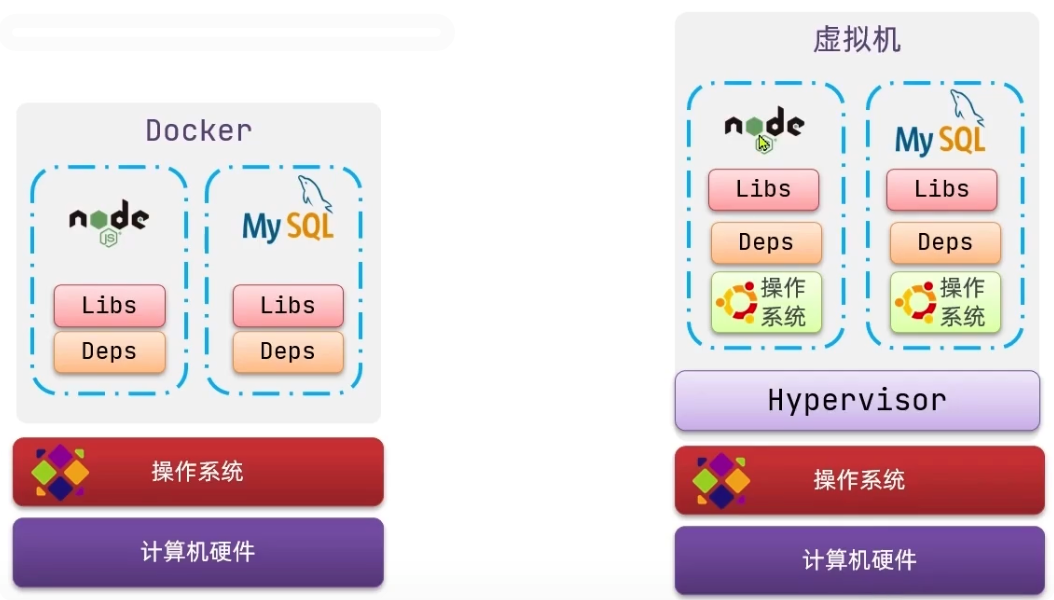 Docker
node
JS
MySQL
Libs
Libs
Deps
Deps
操作系统
计算机硬件
虚拟机
node
MySQL
Libs
Libs
Deps
Deps
操作
系统
操作
系统
Hypervisor
操作系统
计算机硬件